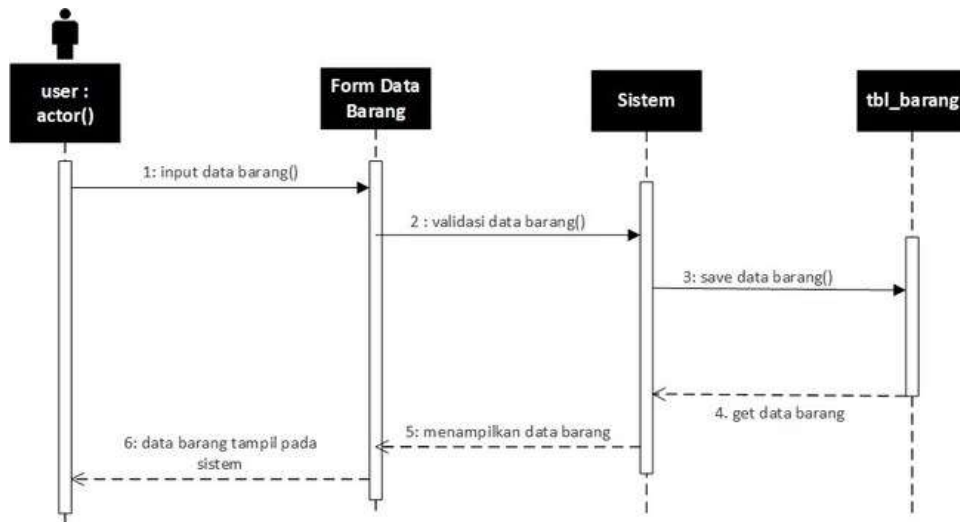 user :
actor()
Form Data
Barang
Sistem
tbl_barang
1: input data barang()
2 : validasi data barang()
3: save data barang()
4. get data barang
5: menampilkan data barang
6: data barang tampil pada
sistem